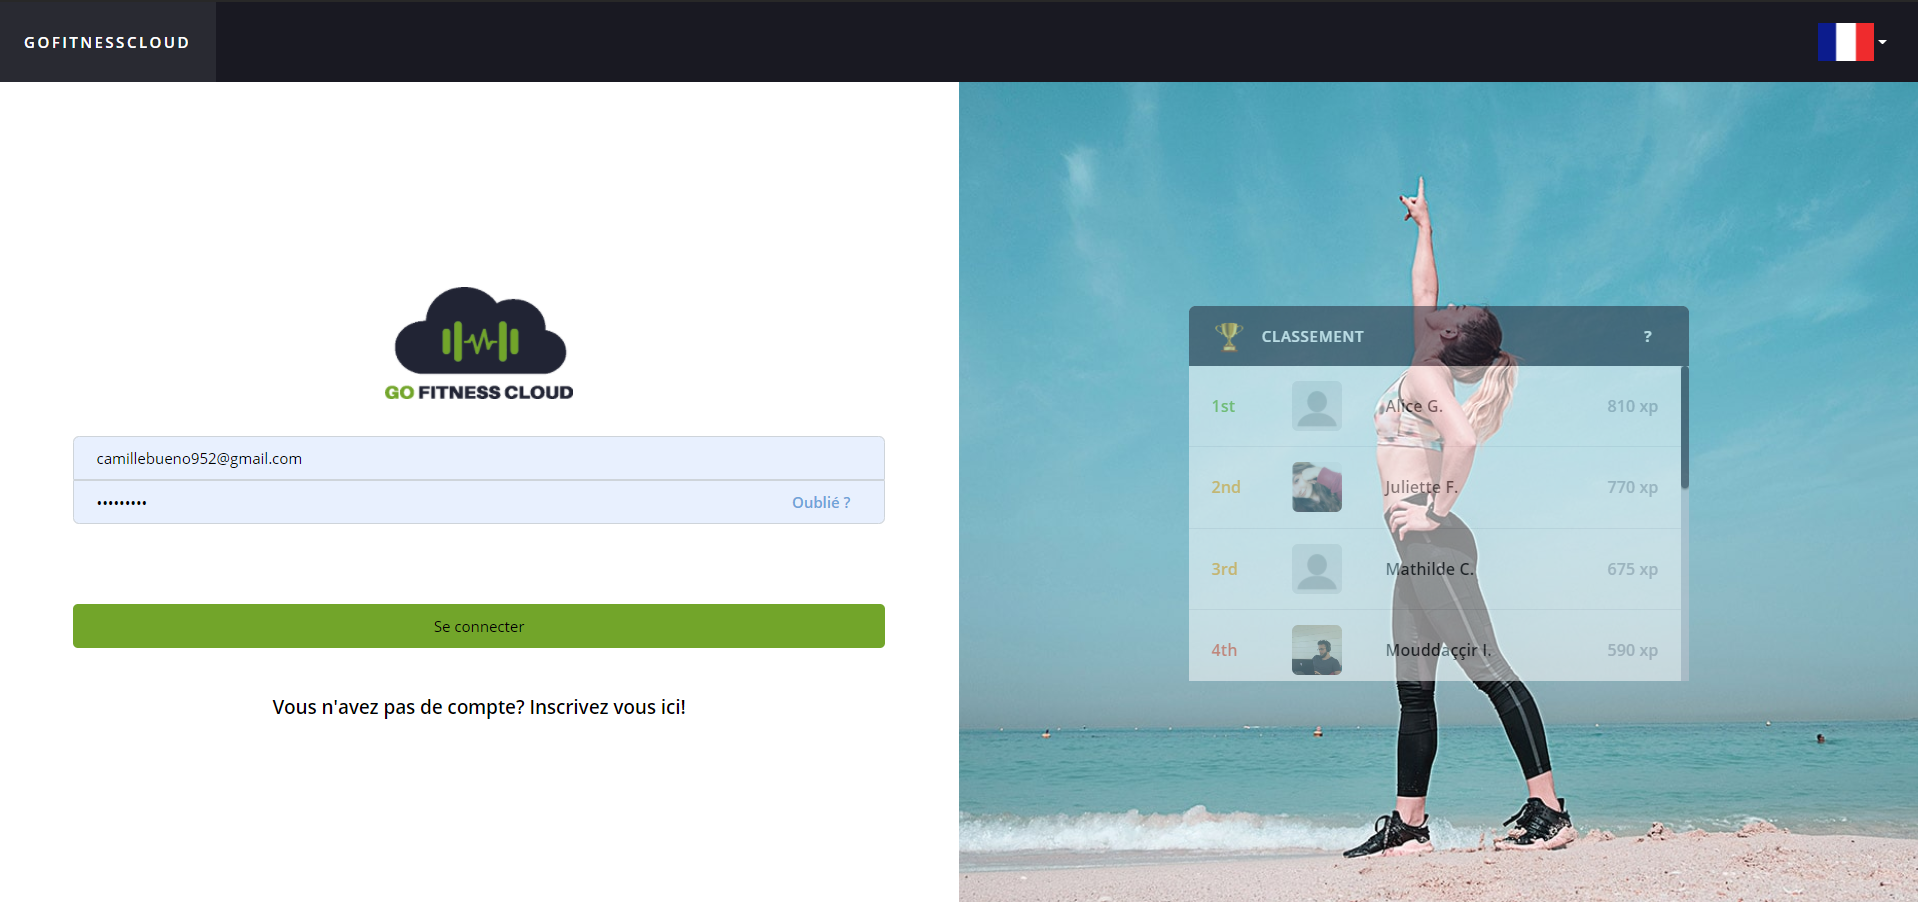 GOFITNESSCLOUD
GO FITNESS CLOUD
camillebueno952@gmail.com
•••••••••
Oublié ?
Se connecter
Vous n'avez pas de compte? Inscrivez vous ici!
CLASSEMENT
?
1st Alice G. 810 xp
2nd Juliette F. 770 xp
3rd Mathilde C. 675 xp
4th Mouddaççir I. 590 xp